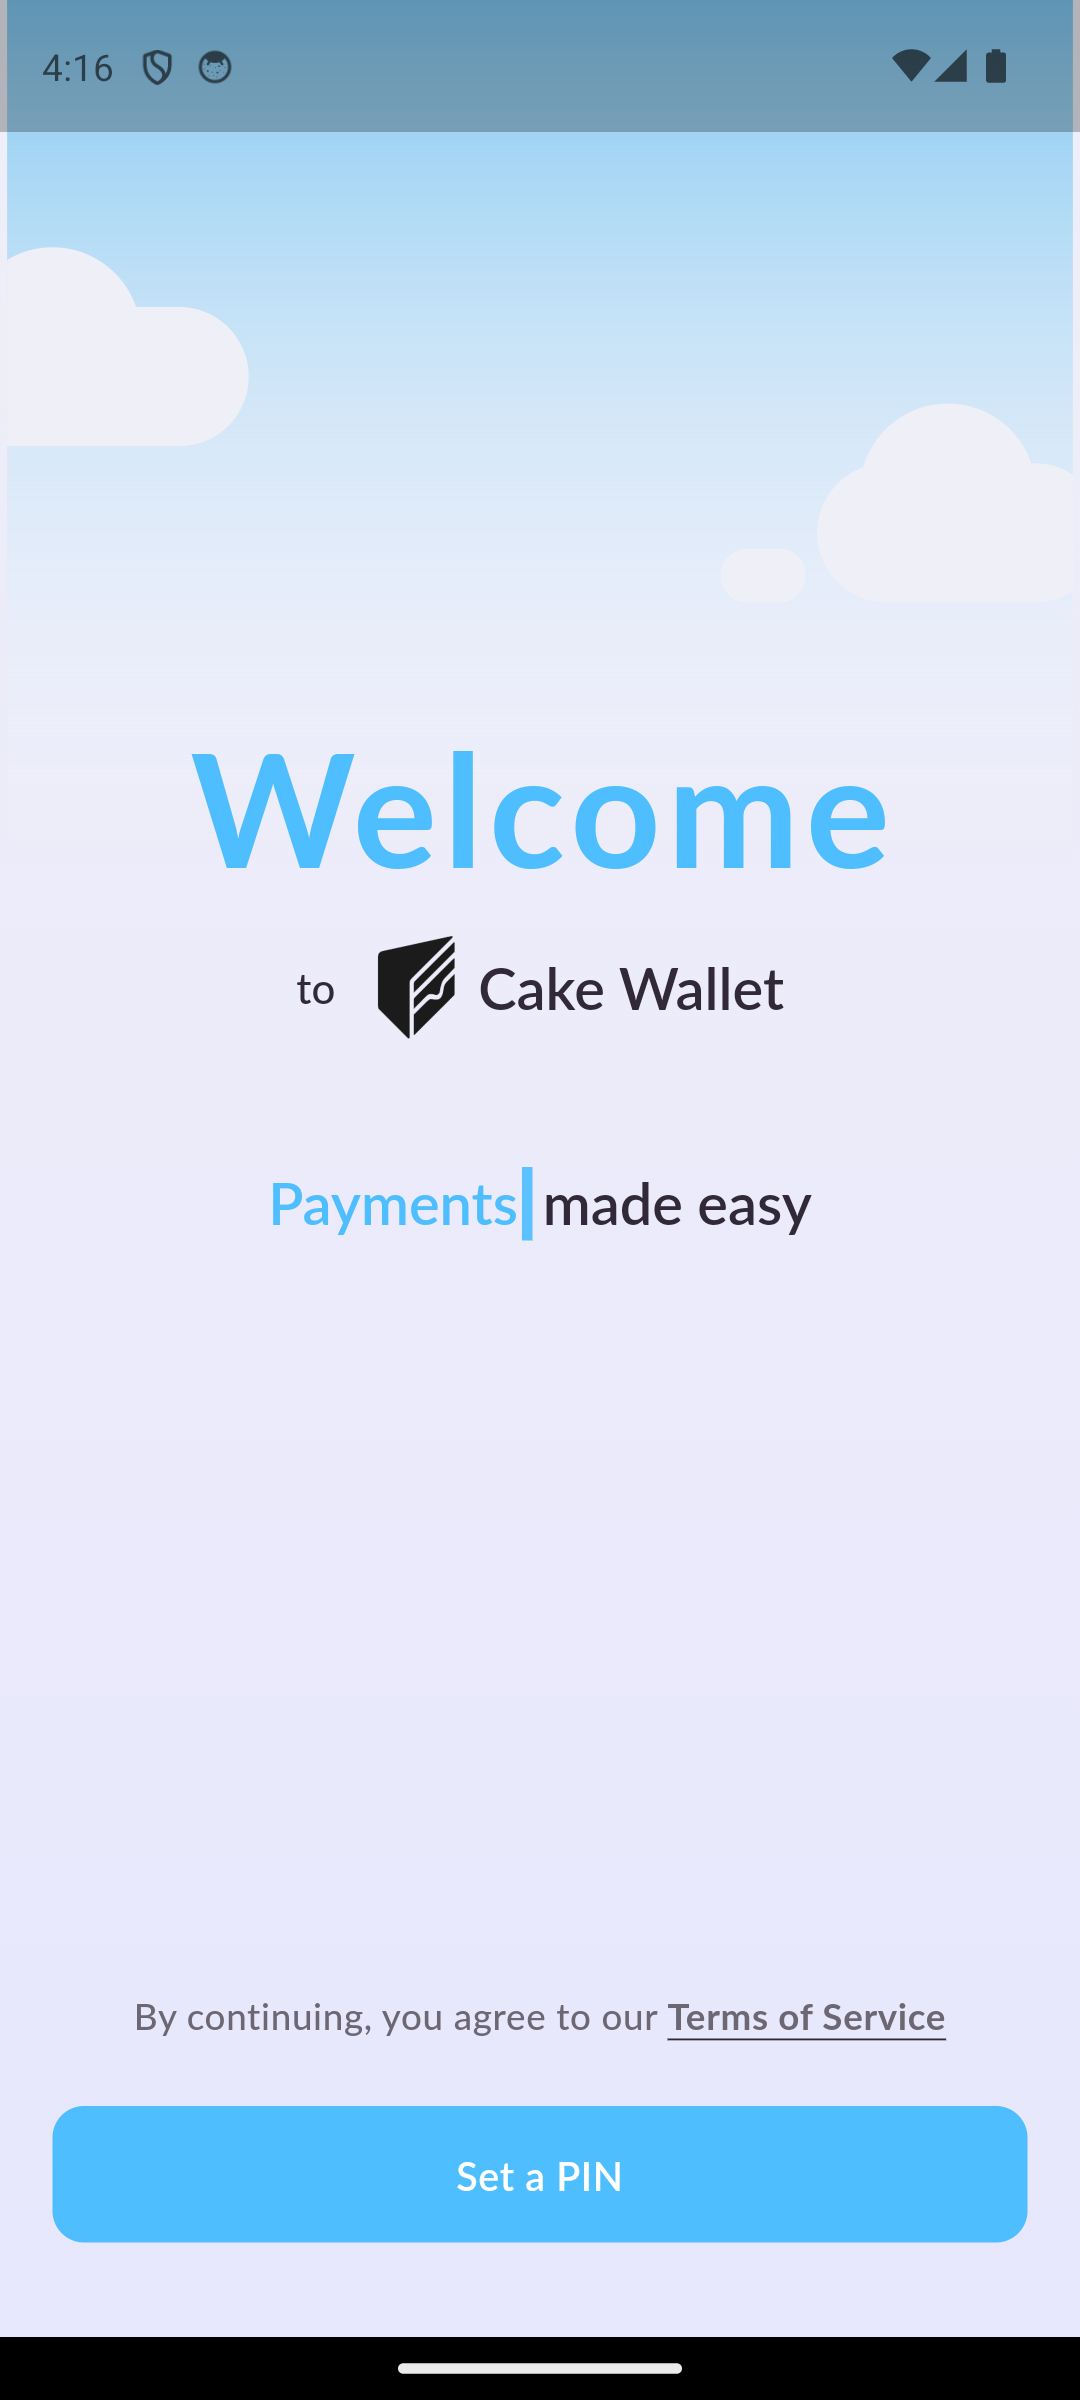 4:16
Welcome
to Cake Wallet
Payments made easy
By continuing, you agree to our Terms of Service
Set a PIN